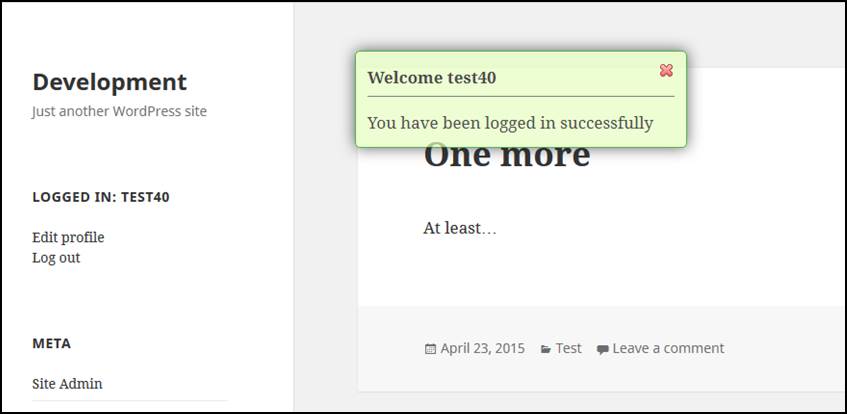 Development
Just another WordPress site
LOGGED IN: TEST40
Edit profile
Log out
META
Site Admin
Welcome test40
You have been logged in successfully
One more
At least…
April 23, 2015 Test Leave a comment